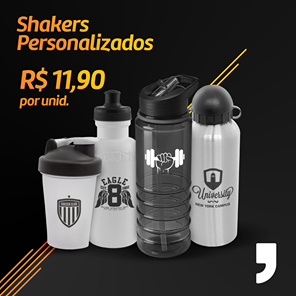 Shakers
Personalizados
R$ 11,90
por unid.
EAGLE
8
University
NEW YORK CAMPUS